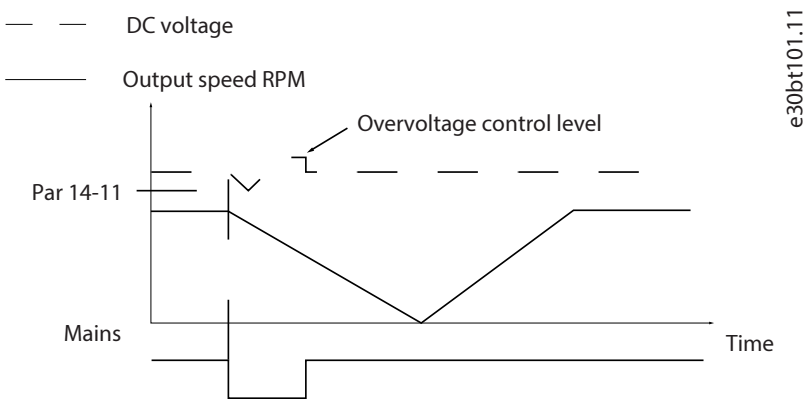 DC voltage
e30bt101.11
Output speed RPM
Overvoltage control level
Par 14-11
Mains
Time